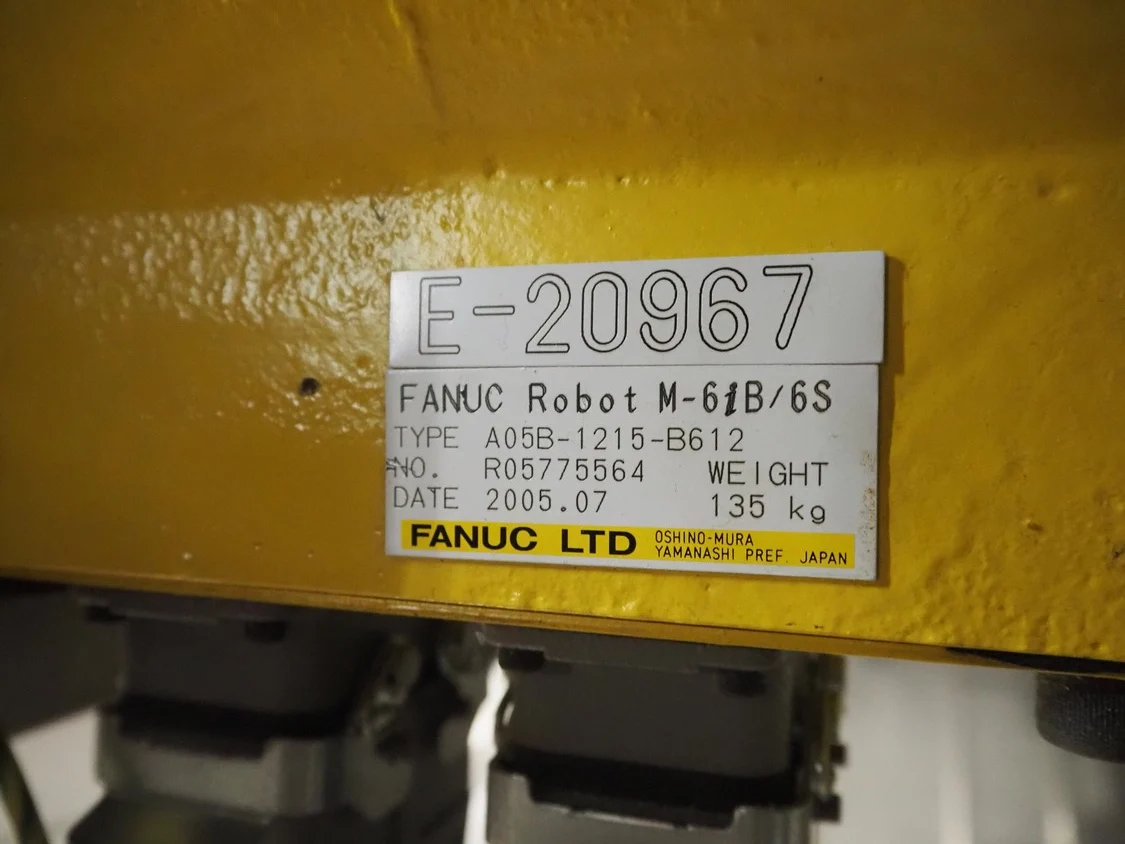 E-20967
FANUC Robot M-6iB/6S
TYPE A05B-1215-B612
NO. R05775564 WEIGHT
DATE 2005.07 135 kg
FANUC LTD OSHINO-MURA
YAMANASHI PREF. JAPAN